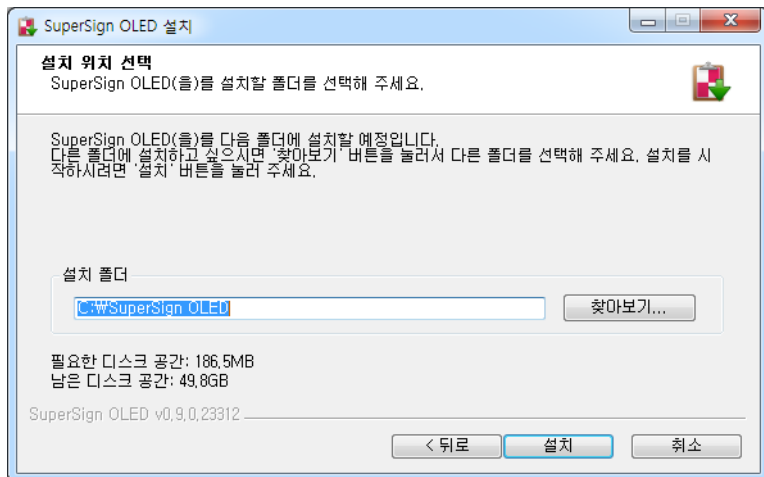 SuperSign OLED 설치
설치 위치 선택
SuperSign OLED(을)를 설치할 폴더를 선택해 주세요.
SuperSign OLED(을)를 다음 폴더에 설치할 예정입니다.
다른 폴더에 설치하고 싶으시면 '찾아보기' 버튼을 눌러서 다른 폴더를 선택해 주세요. 설치를 시
작하시려면 '설치' 버튼을 눌러 주세요.
설치 폴더
C:₩SuperSign OLED
찾아보기...
필요한 디스크 공간: 186.5MB
남은 디스크 공간: 49.8GB
SuperSign OLED v0.9.0.23312
< 뒤로
설치
취소